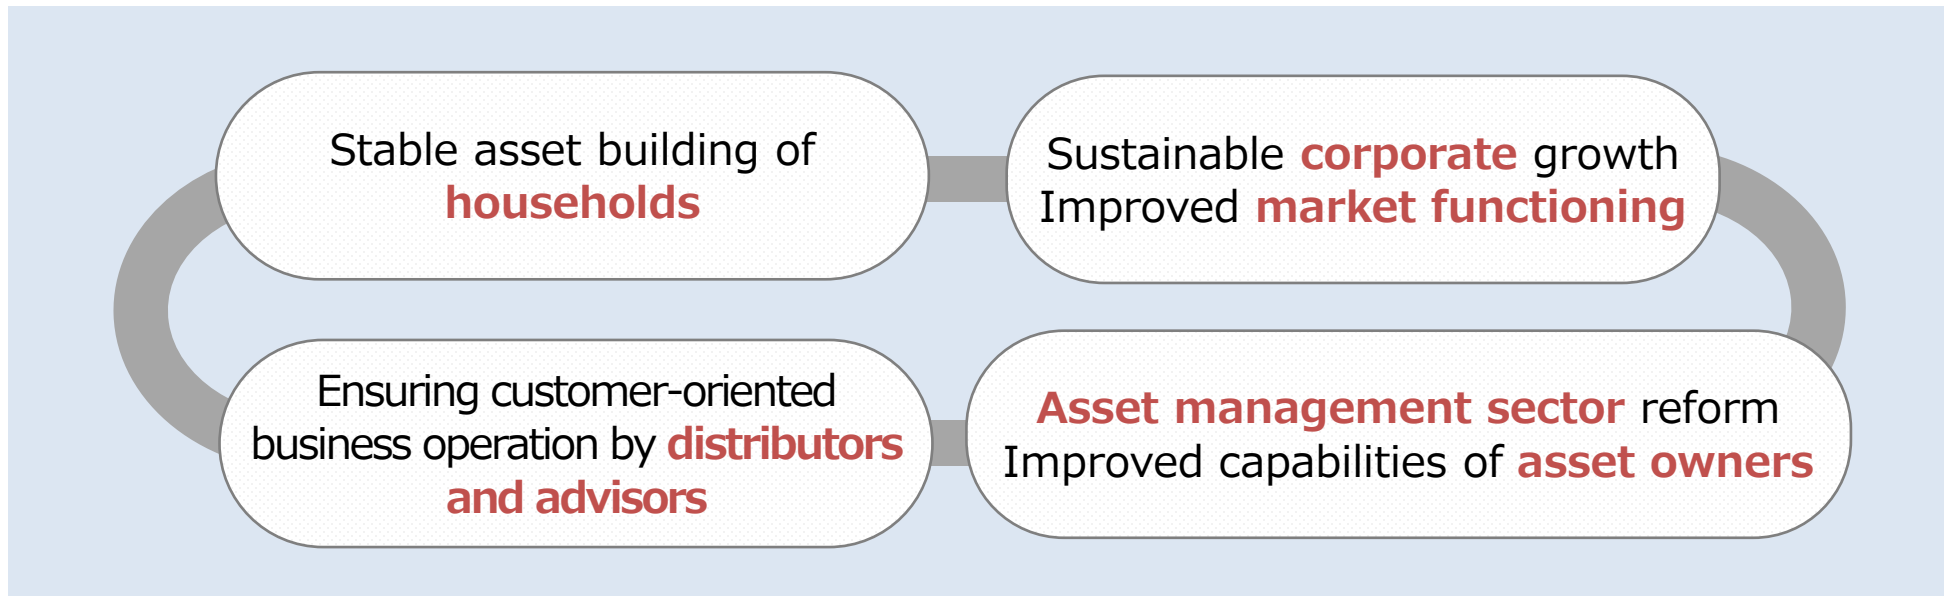 Stable asset building of
households
Sustainable corporate growth
Improved market functioning
Ensuring customer-oriented
business operation by distributors
and advisors
Asset management sector reform
Improved capabilities of asset owners